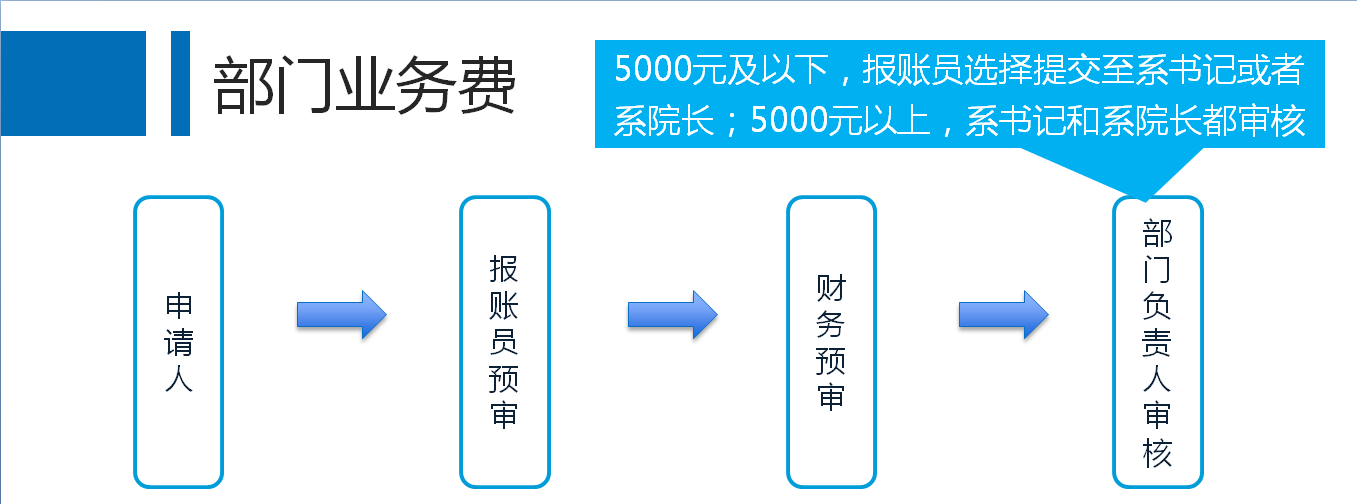 部门业务费
5000元及以下，报账员选择提交至系书记或者
系院长；5000元以上，系书记和系院长都审核
申请人
报账员预审
财务预审
部门负责人审核